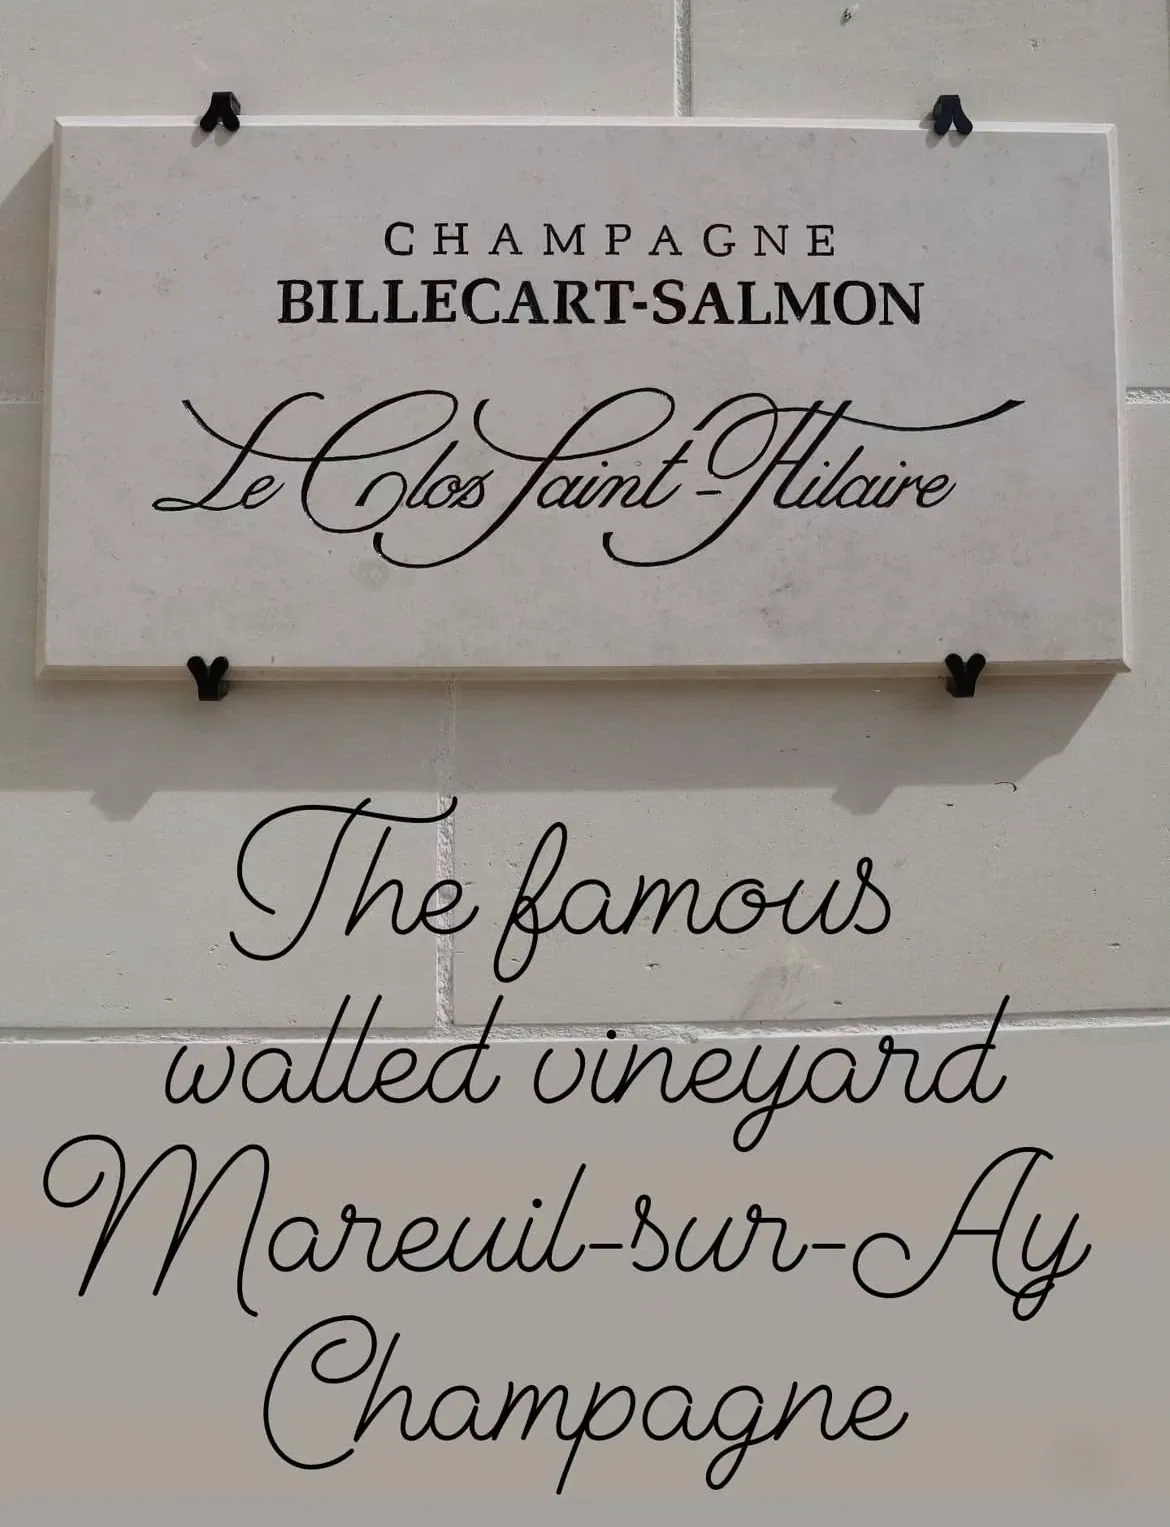 CHAMPAGNE
BILLECART-SALMON
Le Clos Saint-Hilaire
The famous
walled vineyard
Mareuil-sur-Ay
Champagne